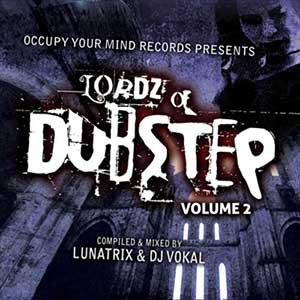 OCCUPY YOUR MIND RECORDS PRESENTS
LORDZ of
DUBSTEP
VOLUME 2
COMPILED & MIXED BY
LUNATRIX & DJ VOKAL